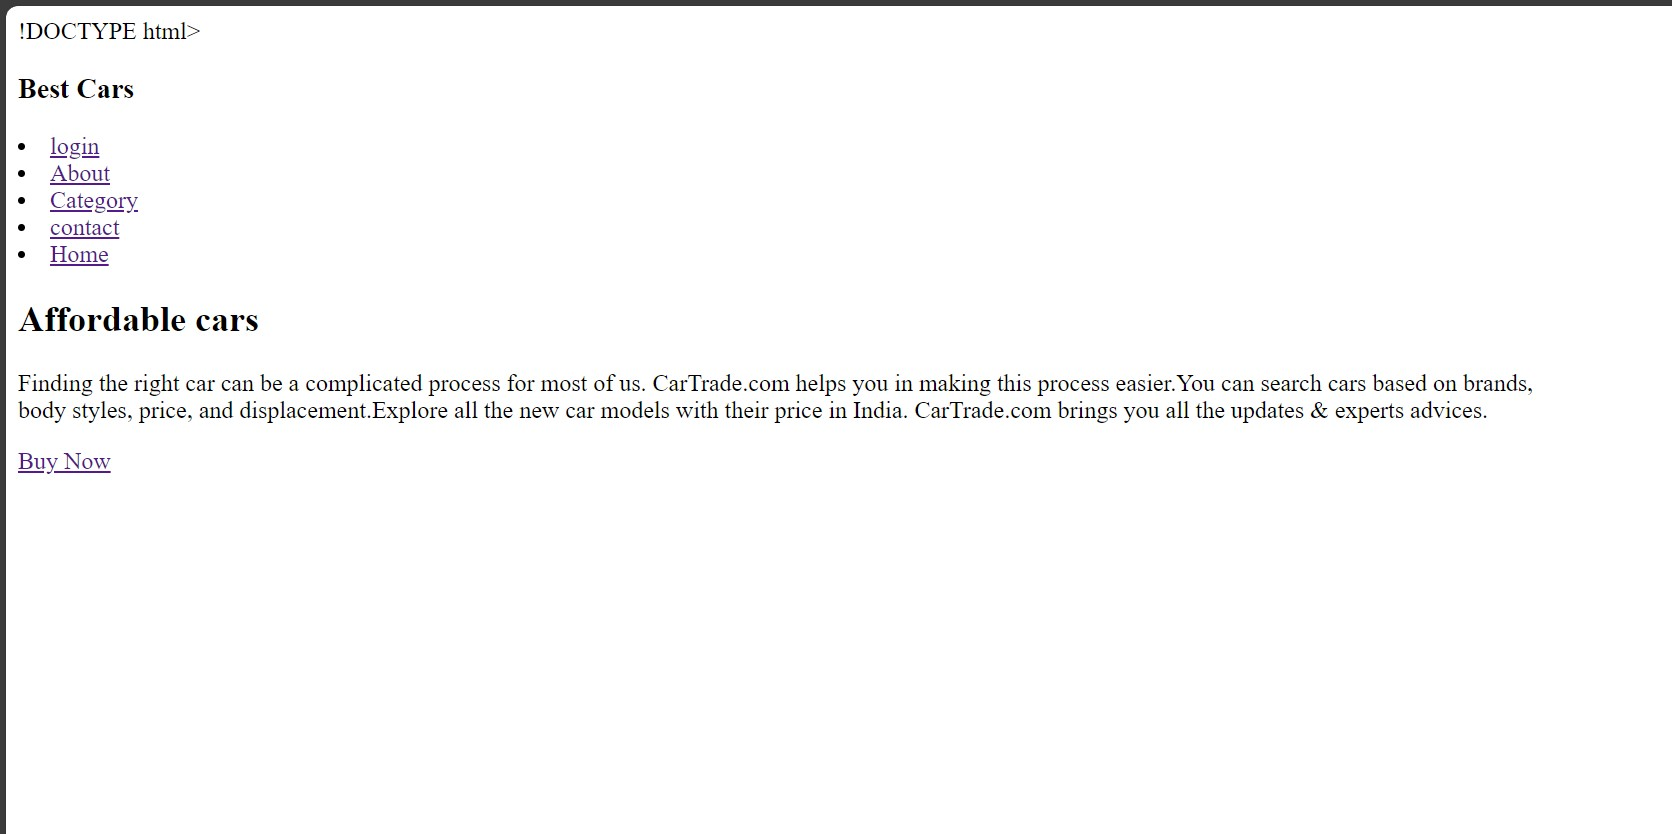 !DOCTYPE html>
Best Cars
login
About
Category
contact
Home
Affordable cars
Finding the right car can be a complicated process for most of us. CarTrade.com helps you in making this process easier.You can search cars based on brands,
body styles, price, and displacement.Explore all the new car models with their price in India. CarTrade.com brings you all the updates & experts advices.
Buy Now